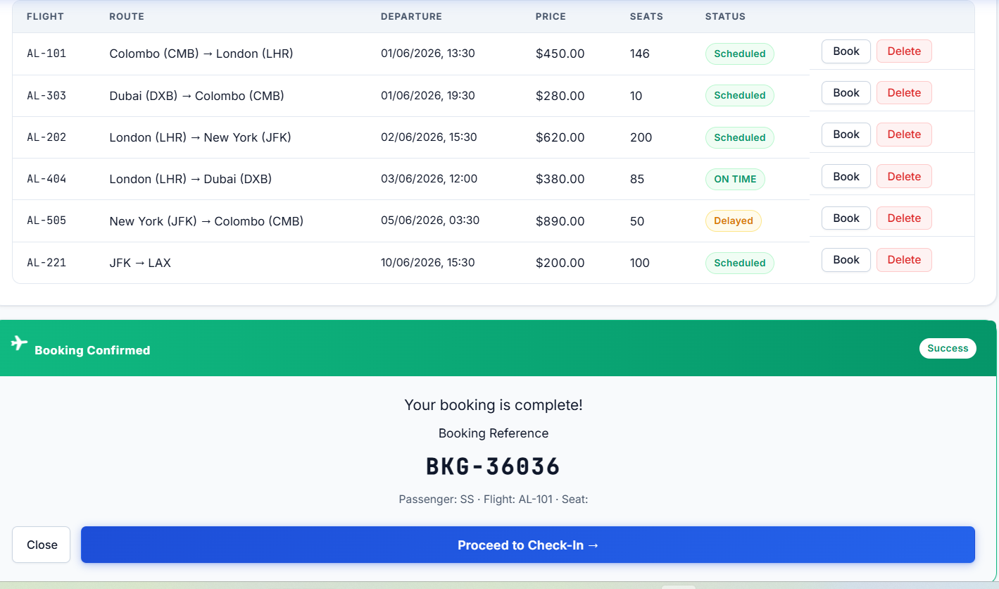 FLIGHT ROUTE DEPARTURE PRICE SEATS STATUS
AL-101 Colombo (CMB) → London (LHR) 01/06/2026, 13:30 $450.00 146 Scheduled Book Delete
AL-303 Dubai (DXB) → Colombo (CMB) 01/06/2026, 19:30 $280.00 10 Scheduled Book Delete
AL-202 London (LHR) → New York (JFK) 02/06/2026, 15:30 $620.00 200 Scheduled Book Delete
AL-404 London (LHR) → Dubai (DXB) 03/06/2026, 12:00 $380.00 85 ON TIME Book Delete
AL-505 New York (JFK) → Colombo (CMB) 05/06/2026, 03:30 $890.00 50 Delayed Book Delete
AL-221 JFK → LAX 10/06/2026, 15:30 $200.00 100 Scheduled Book Delete
Booking Confirmed Success
Your booking is complete!
Booking Reference
BKG-36036
Passenger: SS · Flight: AL-101 · Seat:
Close Proceed to Check-In →